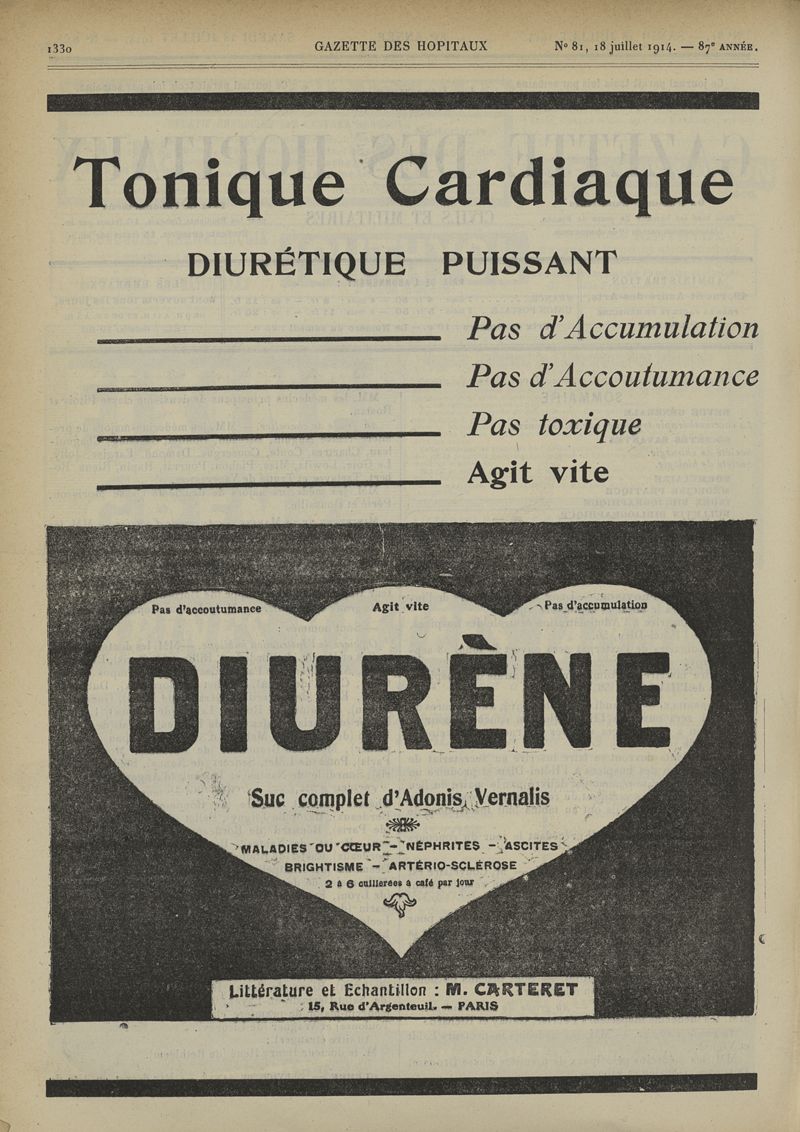 1330
GAZETTE DES HOPITAUX
N° 81, 18 juillet 1914. — 87e ANNÉE.
Tonique Cardiaque
DIURÉTIQUE PUISSANT
Pas d'Accumulation
Pas d'Accoutumance
Pas toxique
Agit vite
Pas d'accoutumance
Agit vite
Pas d'accumulation
DIURÈNE
Suc complet d'Adonis Vernalis
MALADIES DU CŒUR - NÉPHRITES - ASCITES
BRIGHTISME - ARTÉRIO-SCLÉROSE
2 à 6 cuillerées à café par jour
Littérature et Echantillon : M. CARTERET
15, Rue d'Argenteuil. — PARIS